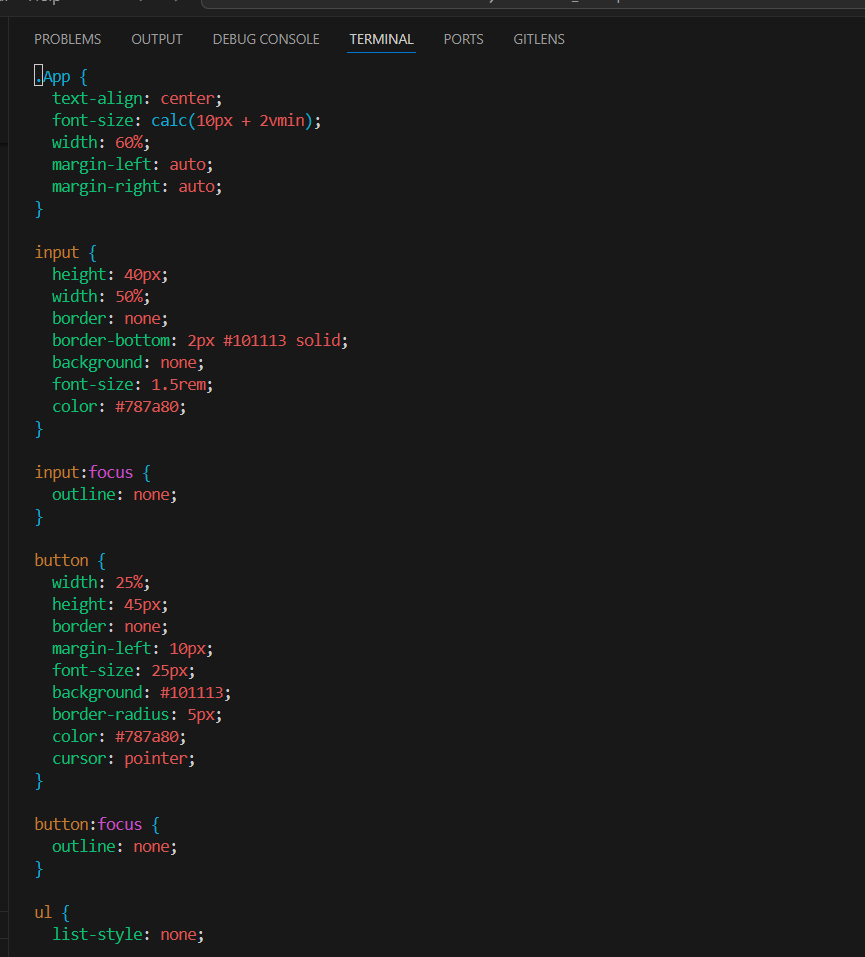 PROBLEMS OUTPUT DEBUG CONSOLE TERMINAL PORTS GITLENS
.App {
  text-align: center;
  font-size: calc(10px + 2vmin);
  width: 60%;
  margin-left: auto;
  margin-right: auto;
}

input {
  height: 40px;
  width: 50%;
  border: none;
  border-bottom: 2px #101113 solid;
  background: none;
  font-size: 1.5rem;
  color: #787a80;
}

input:focus {
  outline: none;
}

button {
  width: 25%;
  height: 45px;
  border: none;
  margin-left: 10px;
  font-size: 25px;
  background: #101113;
  border-radius: 5px;
  color: #787a80;
  cursor: pointer;
}

button:focus {
  outline: none;
}

ul {
  list-style: none;